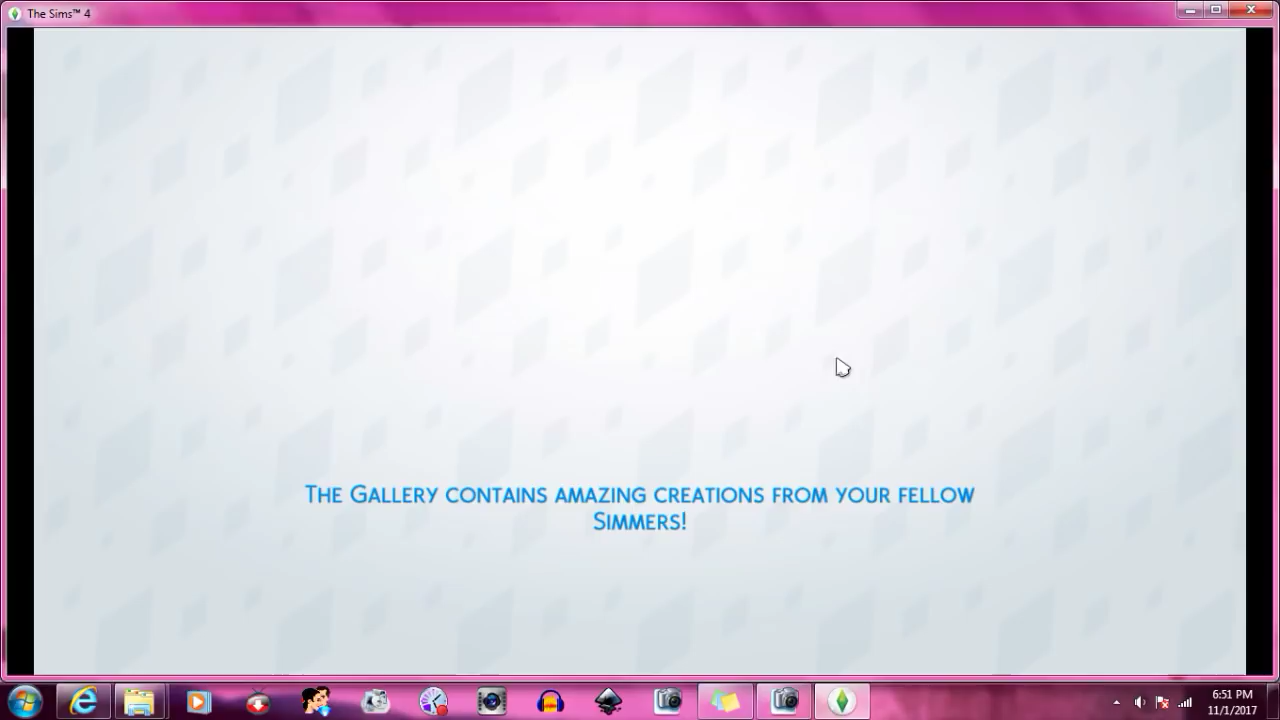 The Sims™ 4
The Gallery contains amazing creations from your fellow
Simmers!
6:51 PM
11/1/2017